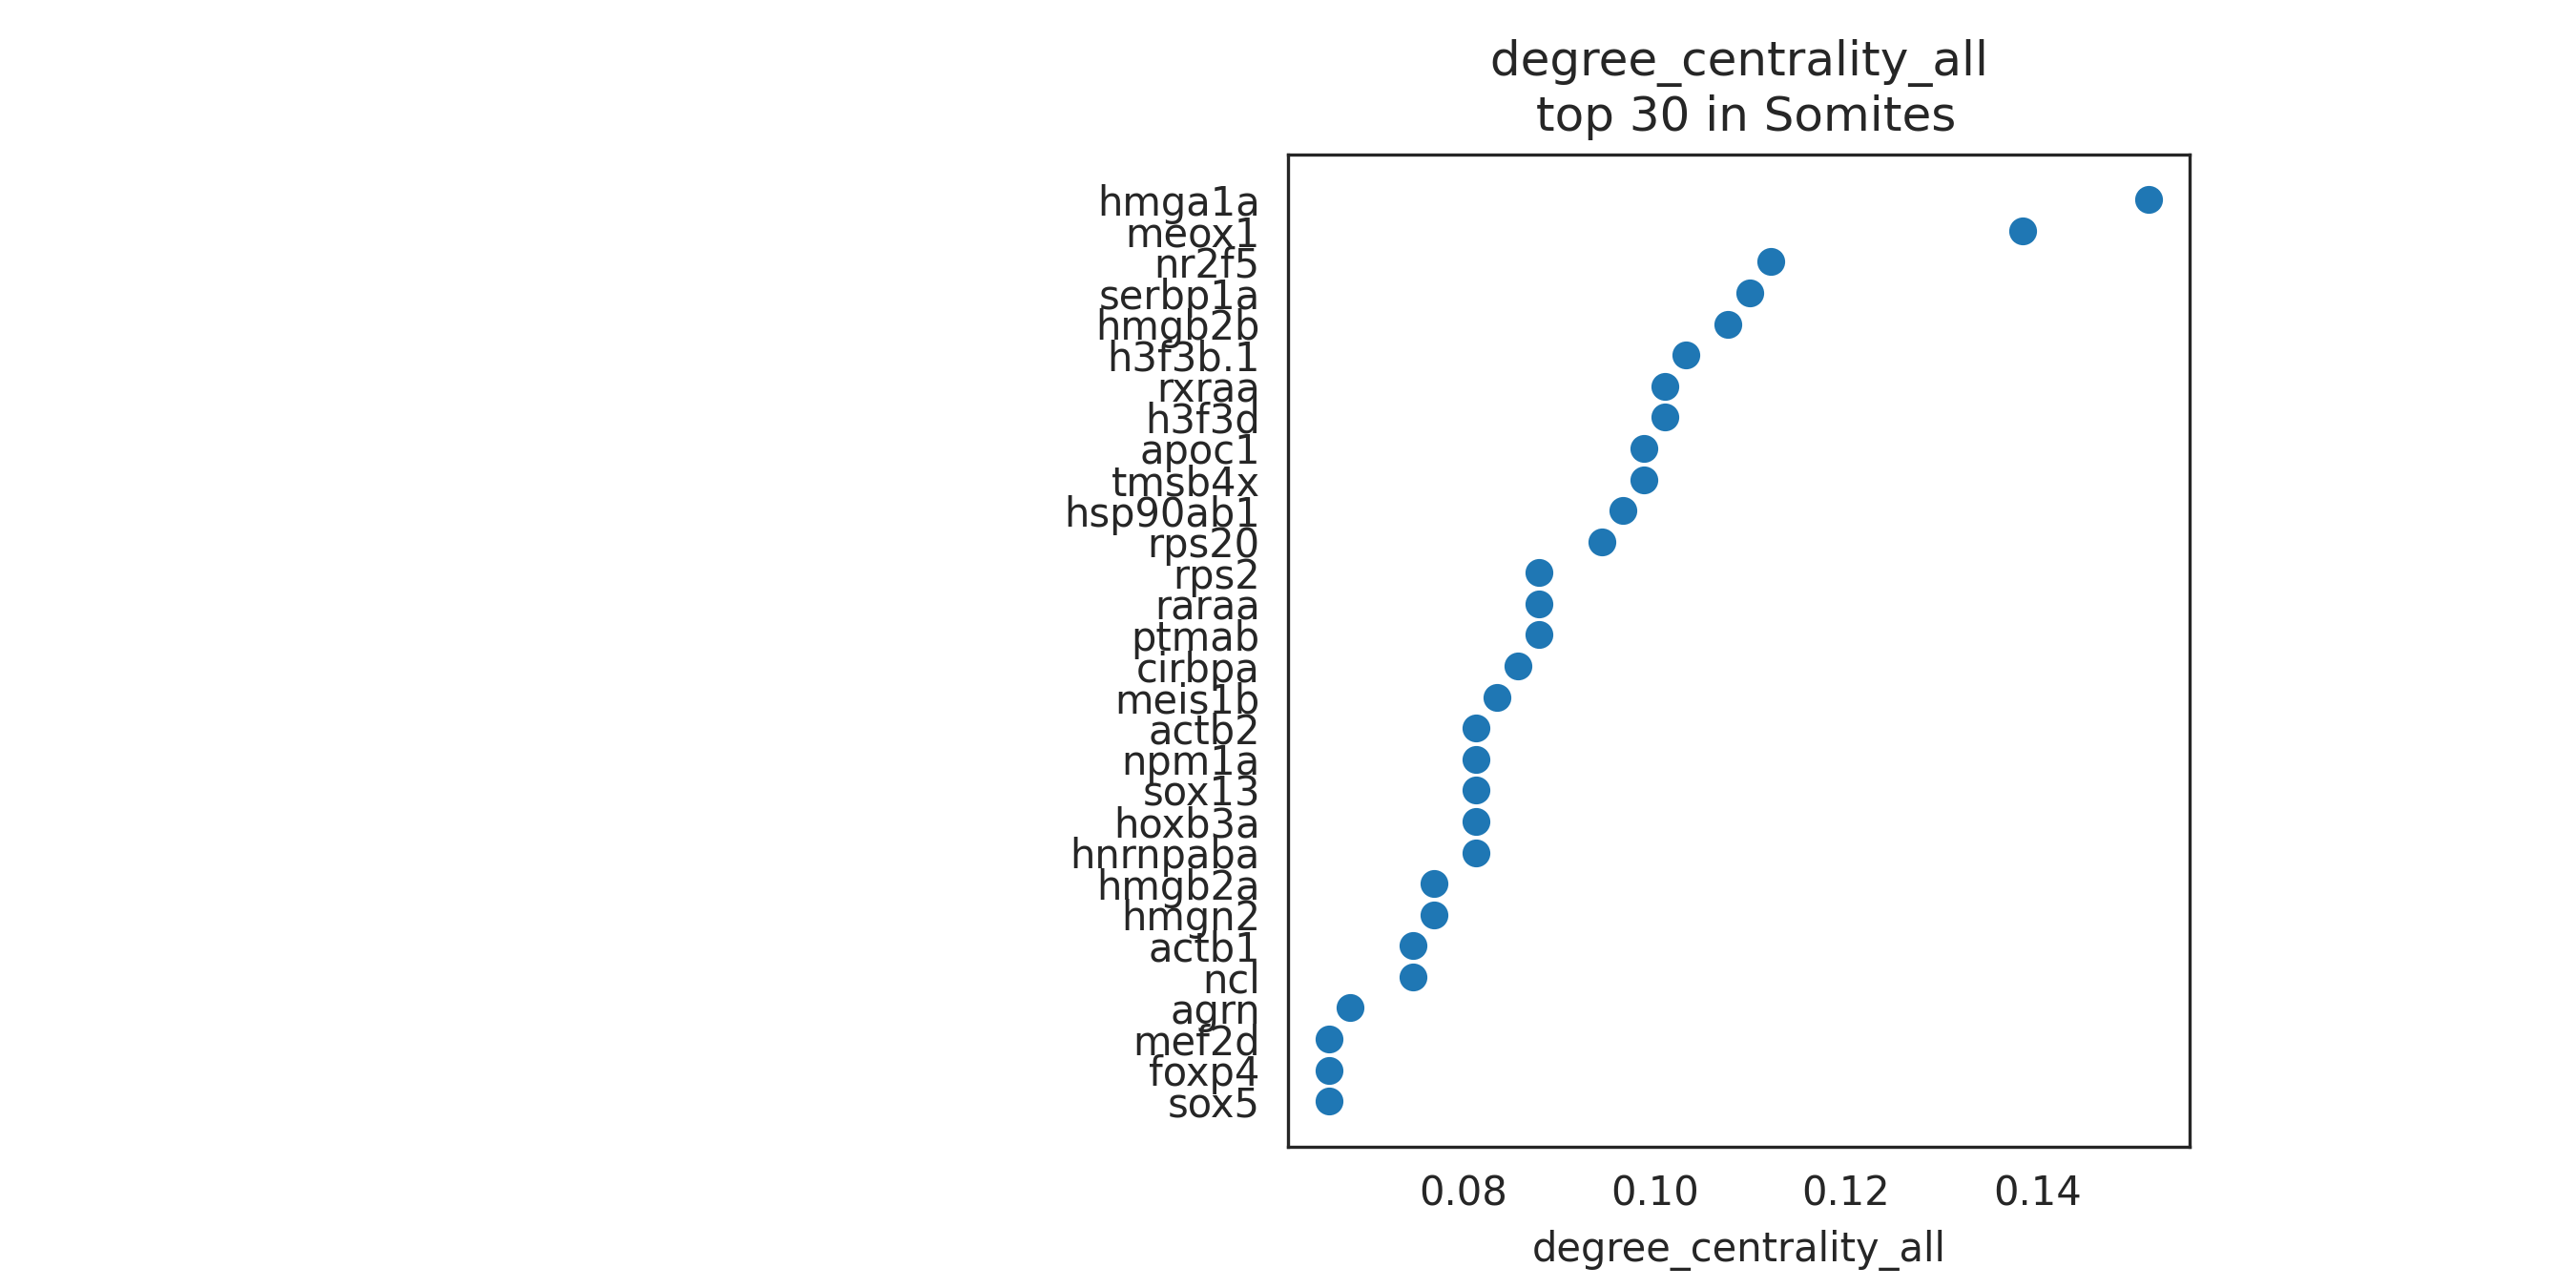 degree_centrality_all
top 30 in Somites
hmga1a
meox1
nr2f5
serbp1a
hmgb2b
h3f3b.1
rxraa
h3f3d
apoc1
tmsb4x
hsp90ab1
rps20
rps2
raraa
ptmab
cirbpa
meis1b
actb2
npm1a
sox13
hoxb3a
hnrnpaba
hmgb2a
hmgn2
actb1
ncl
agrn
mef2d
foxp4
sox5
0.08 0.10 0.12 0.14
degree_centrality_all